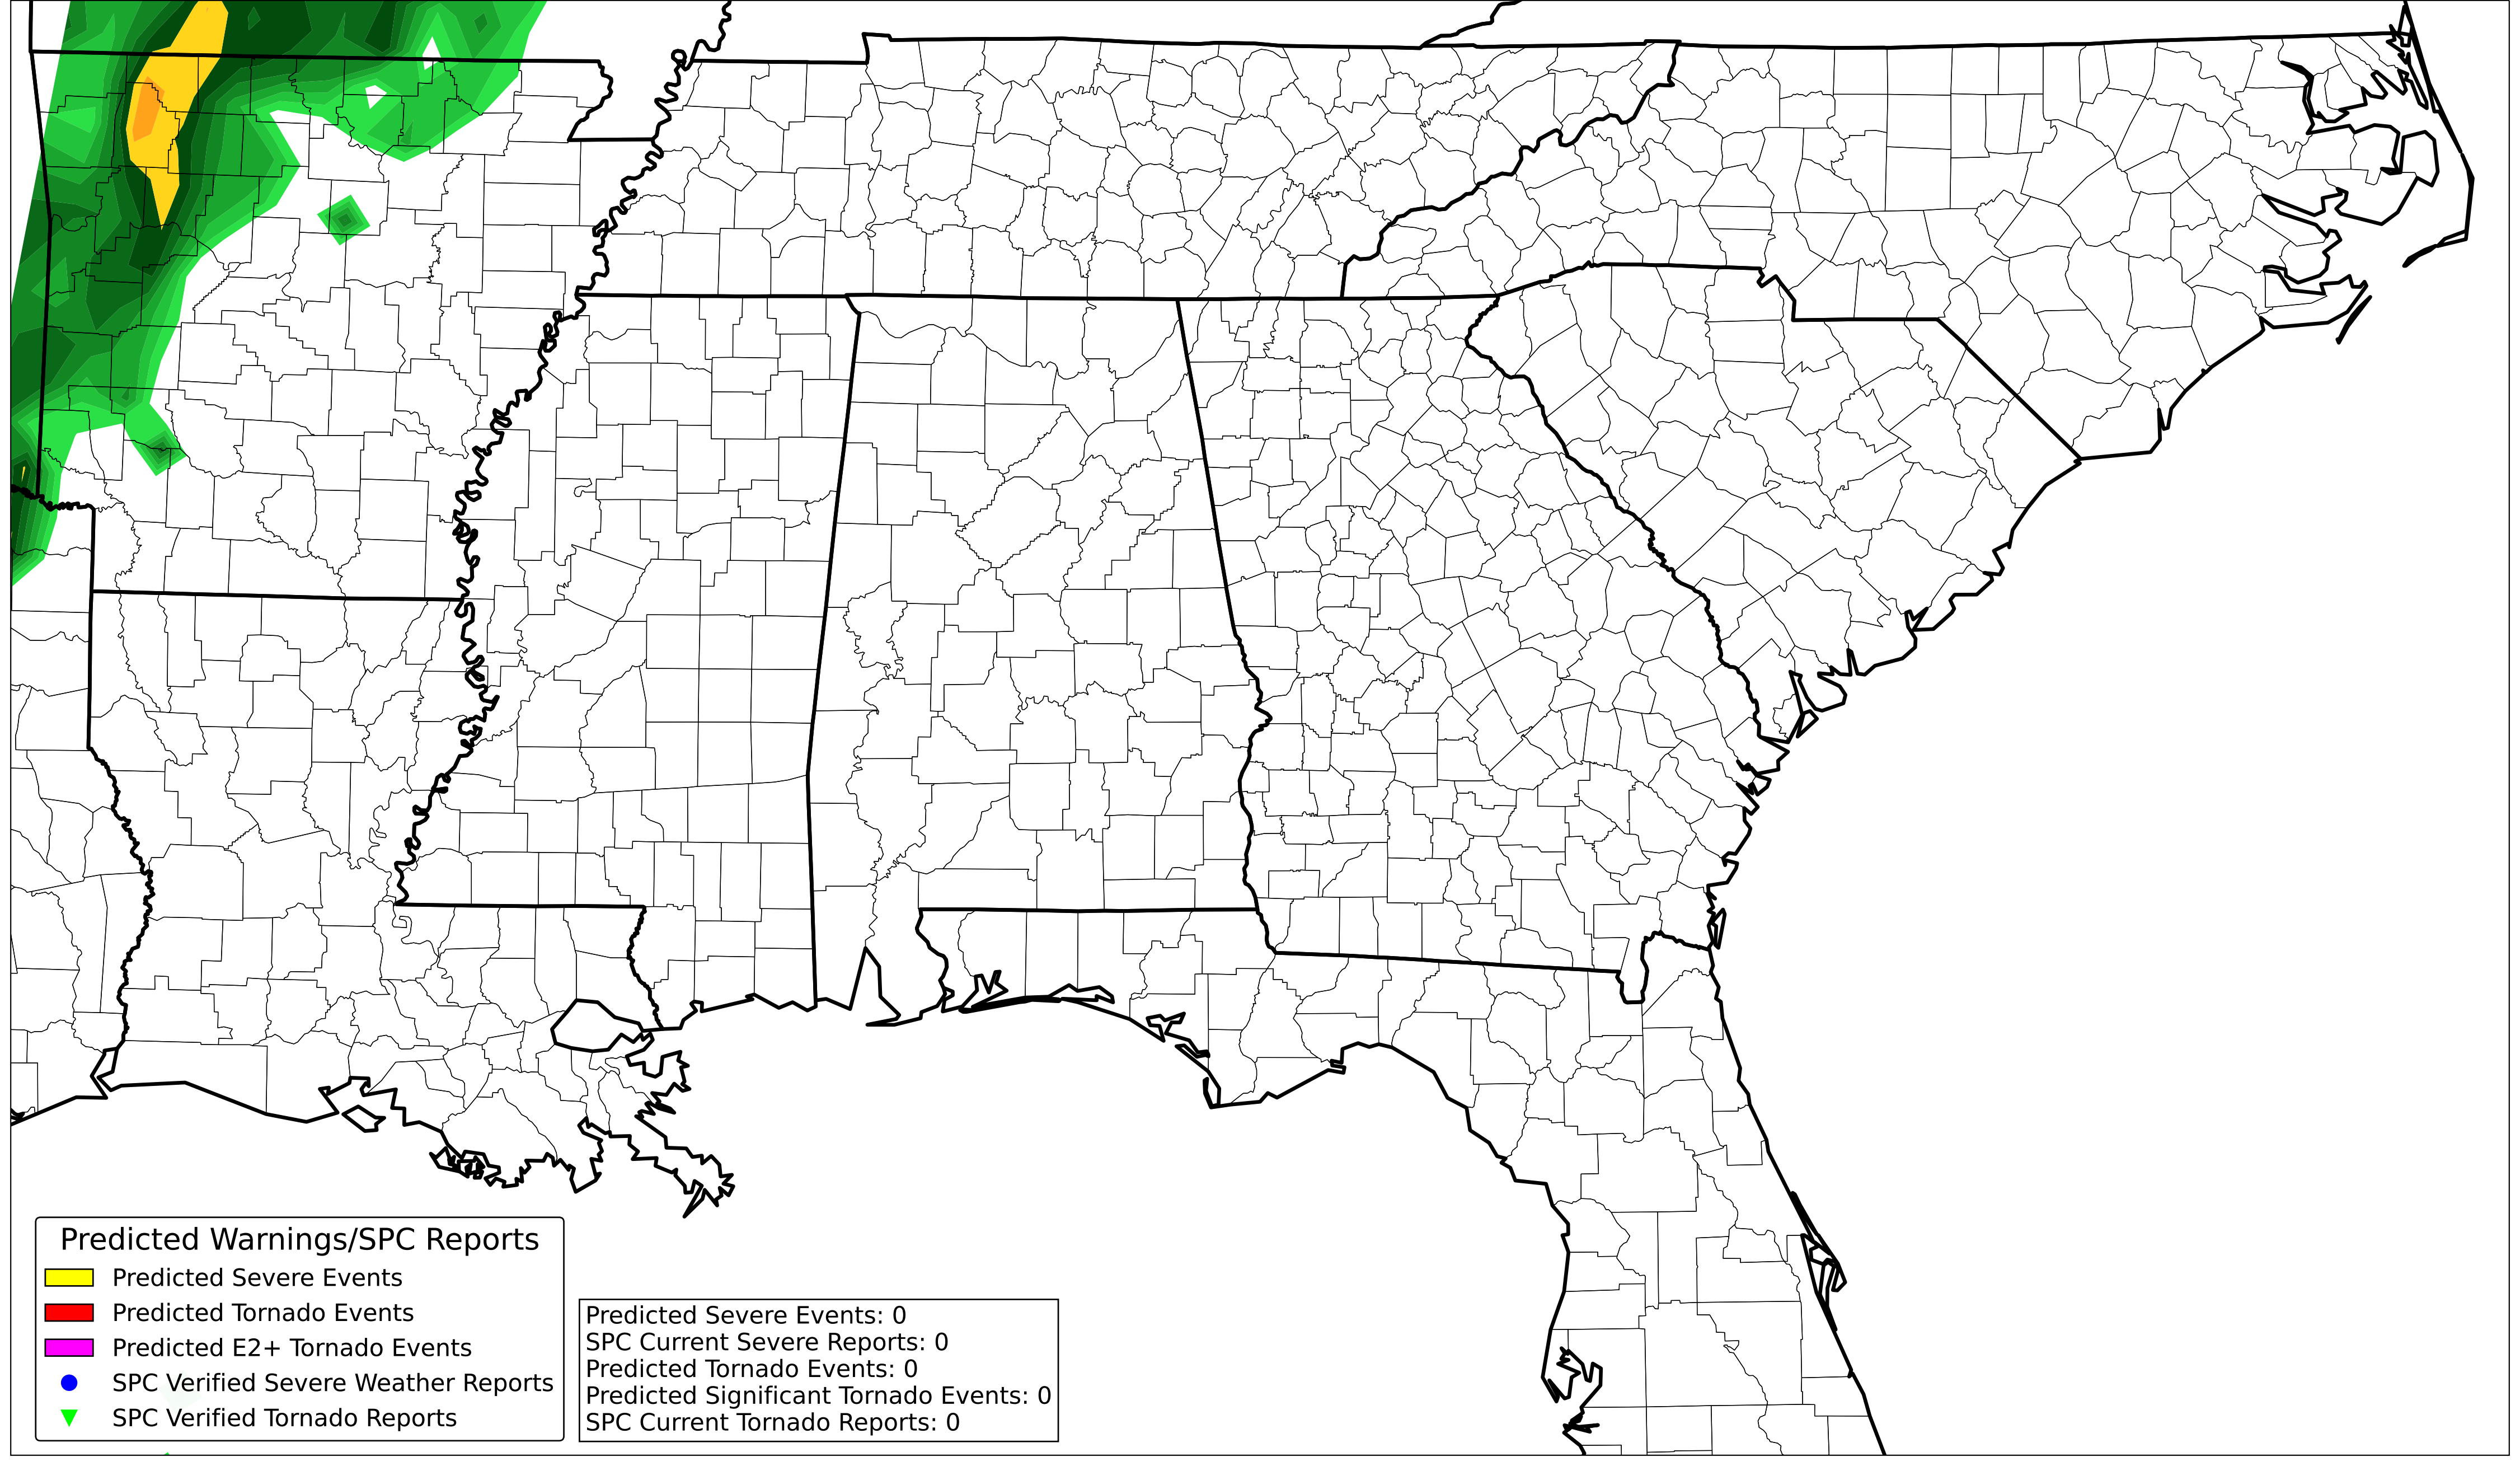 Predicted Warnings/SPC Reports
Predicted Severe Events
Predicted Tornado Events
Predicted E2+ Tornado Events
SPC Verified Severe Weather Reports
SPC Verified Tornado Reports
Predicted Severe Events: 0
SPC Current Severe Reports: 0
Predicted Tornado Events: 0
Predicted Significant Tornado Events: 0
SPC Current Tornado Reports: 0